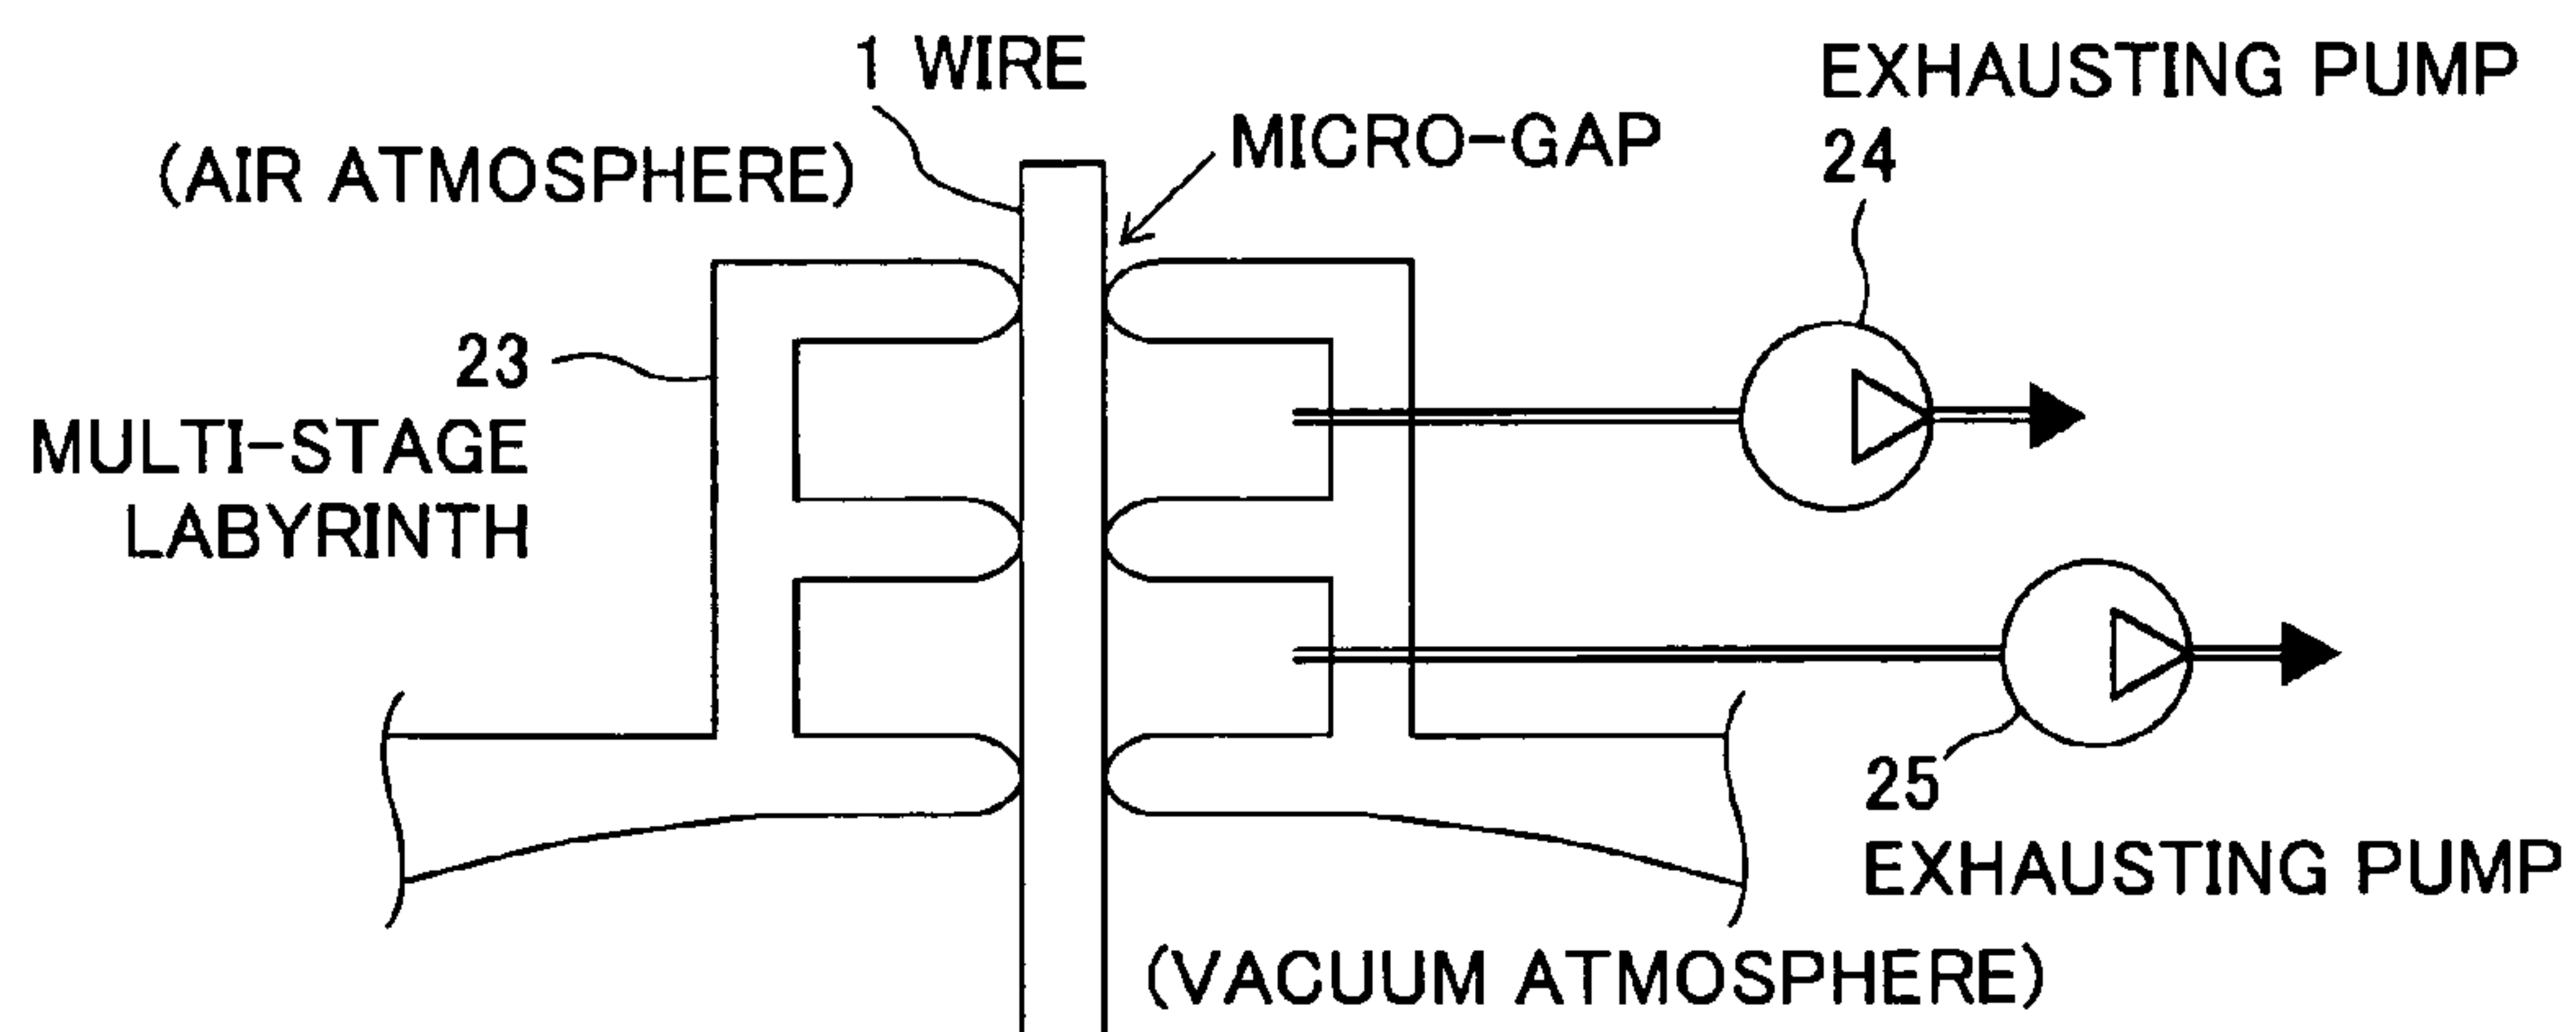 1 WIRE
(AIR ATMOSPHERE)
MICRO-GAP
EXHAUSTING PUMP
24
23
MULTI-STAGE
LABYRINTH
25
EXHAUSTING PUMP
(VACUUM ATMOSPHERE)